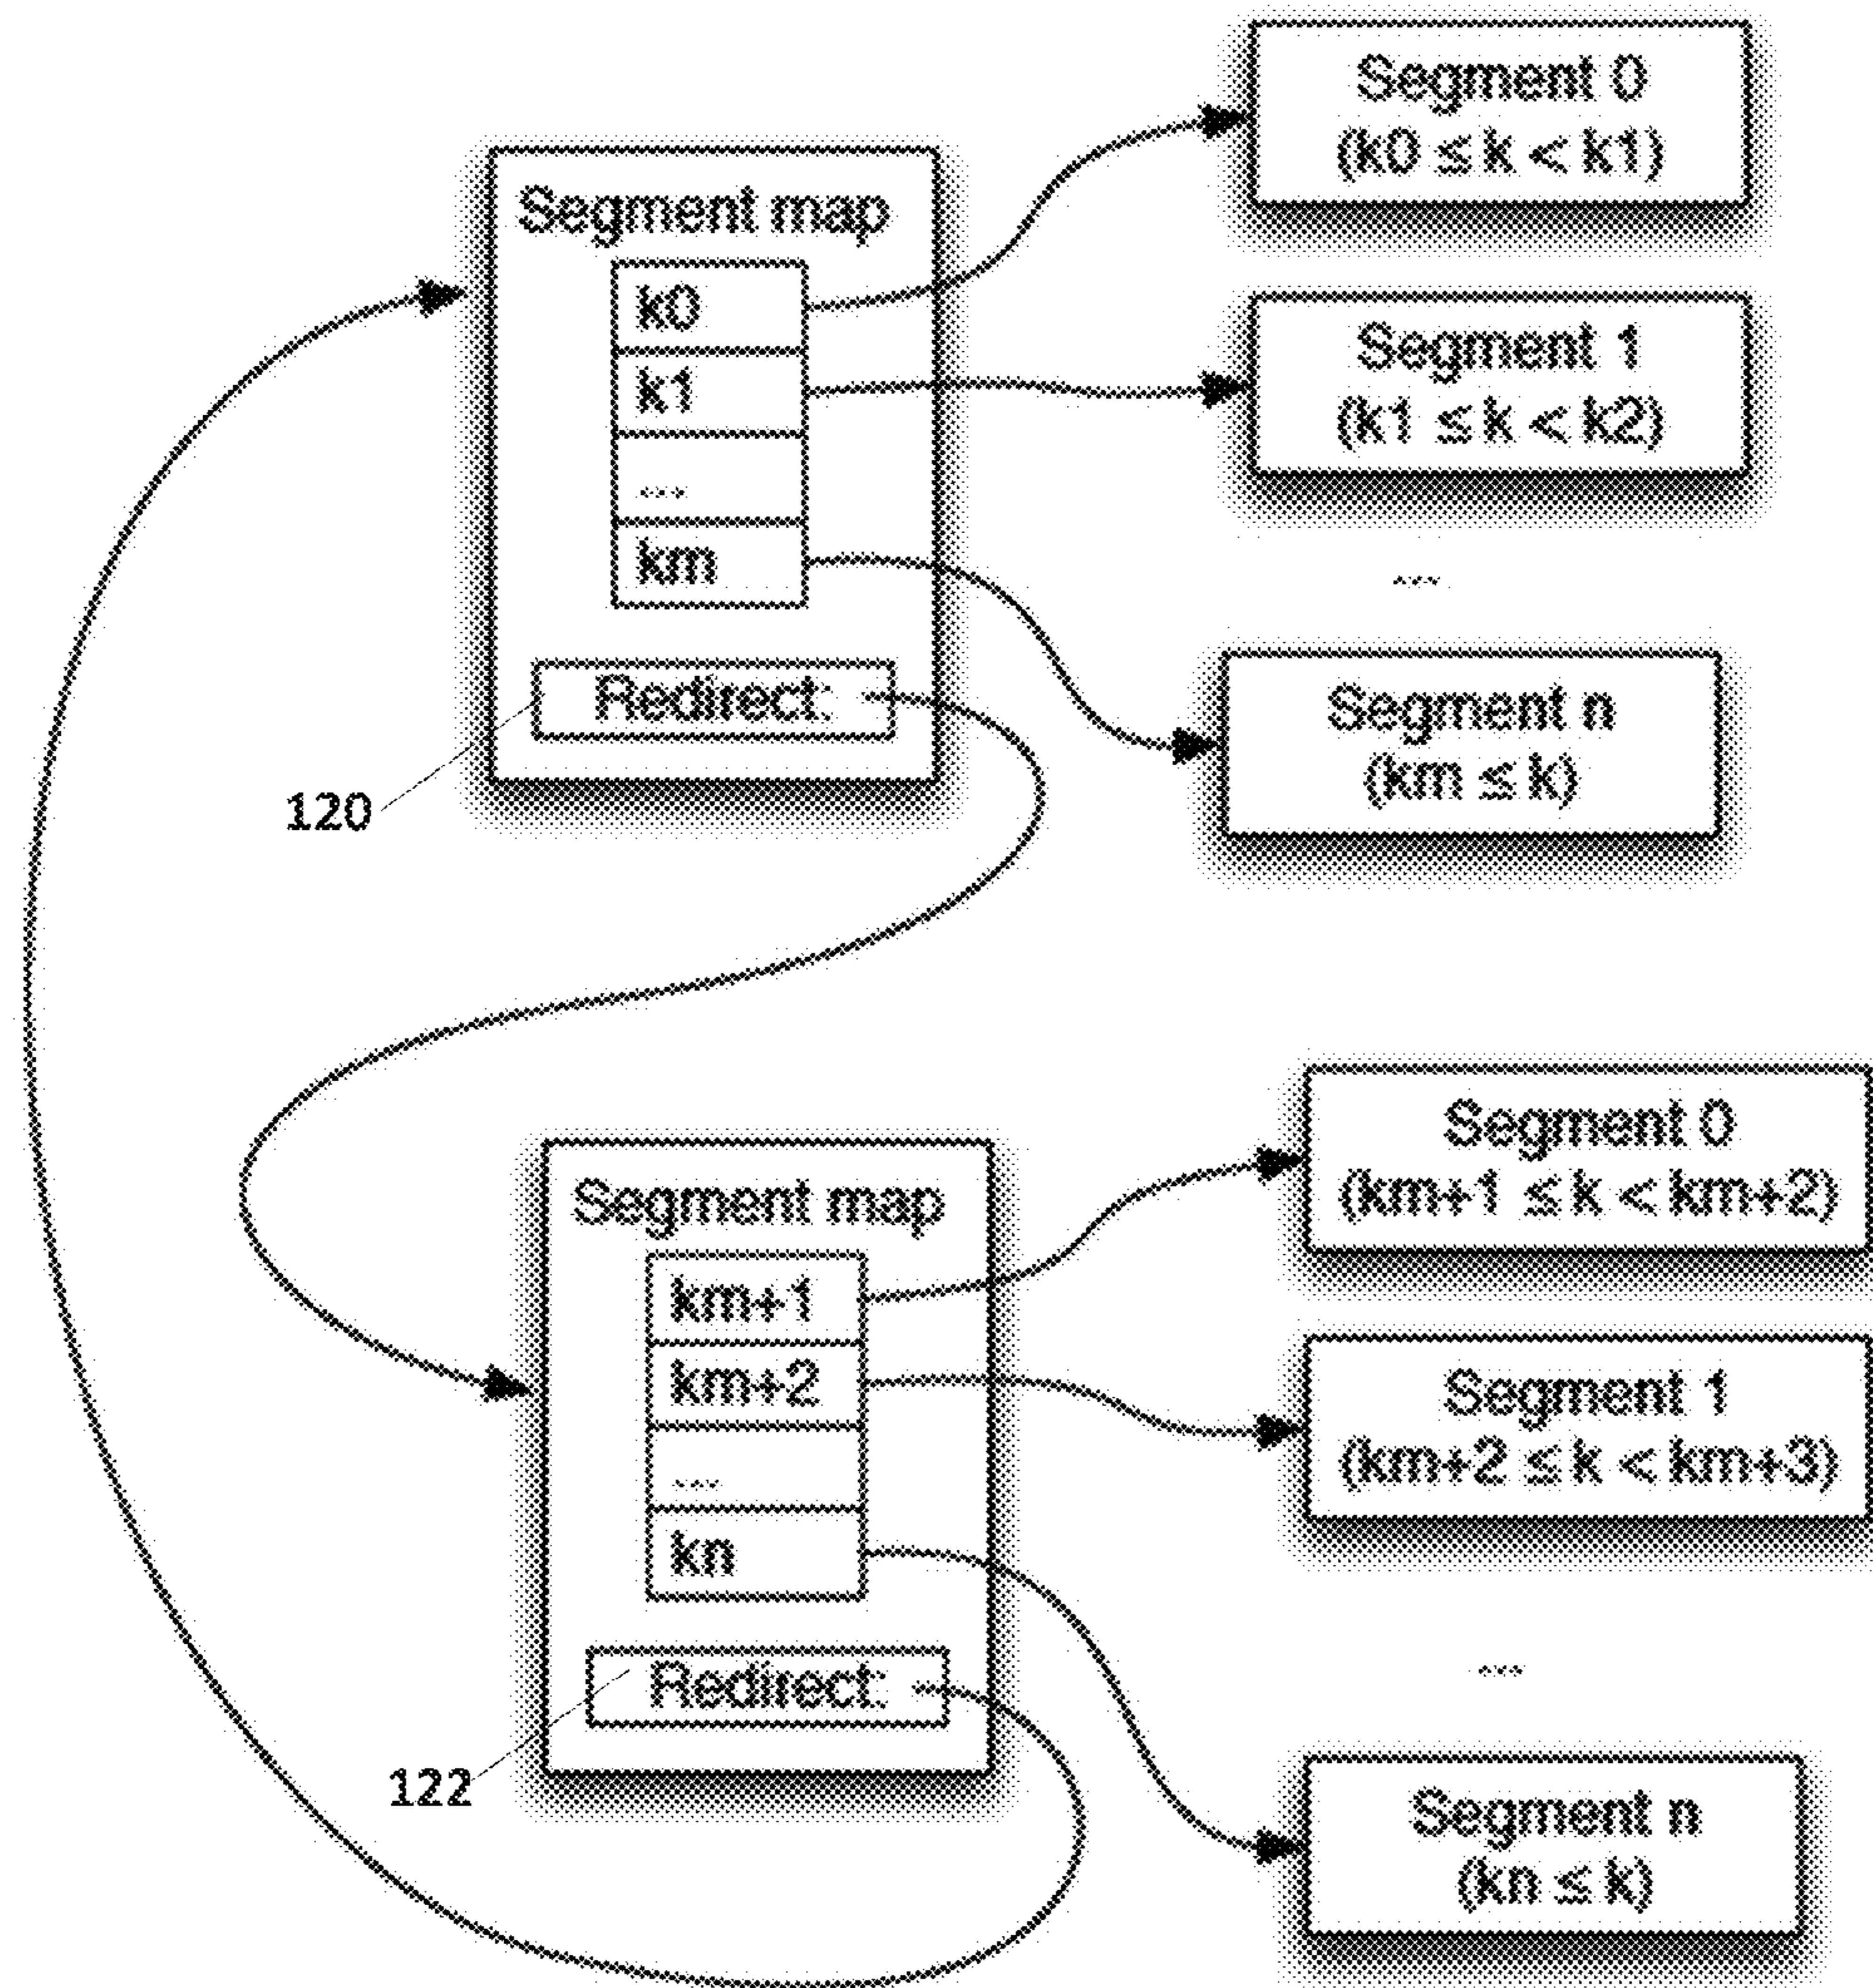 Segment 0
(k0 ≤ k < k1)
Segment map
k0
k1
...
km
Redirect:
120
Segment 1
(k1 ≤ k < k2)
...
Segment n
(km ≤ k)
Segment map
km+1
km+2
...
kn
Redirect:
122
Segment 0
(km+1 ≤ k < km+2)
Segment 1
(km+2 ≤ k < km+3)
...
Segment n
(kn ≤ k)